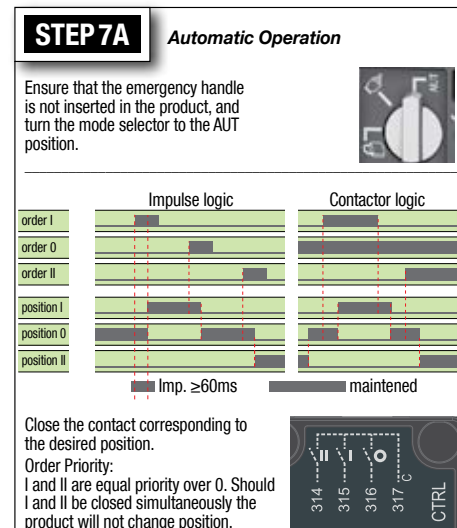 STEP 7A
Automatic Operation
Ensure that the emergency handle
is not inserted in the product, and
turn the mode selector to the AUT
position.
AUT
Impulse logic
Contactor logic
order I
order 0
order II
position I
position 0
position II
Imp. ≥60ms
maintened
Close the contact corresponding to
the desired position.
Order Priority:
I and II are equal priority over 0. Should
I and II be closed simultaneously the
product will not change position.
II I O
314 315 316 317 C
CTRL